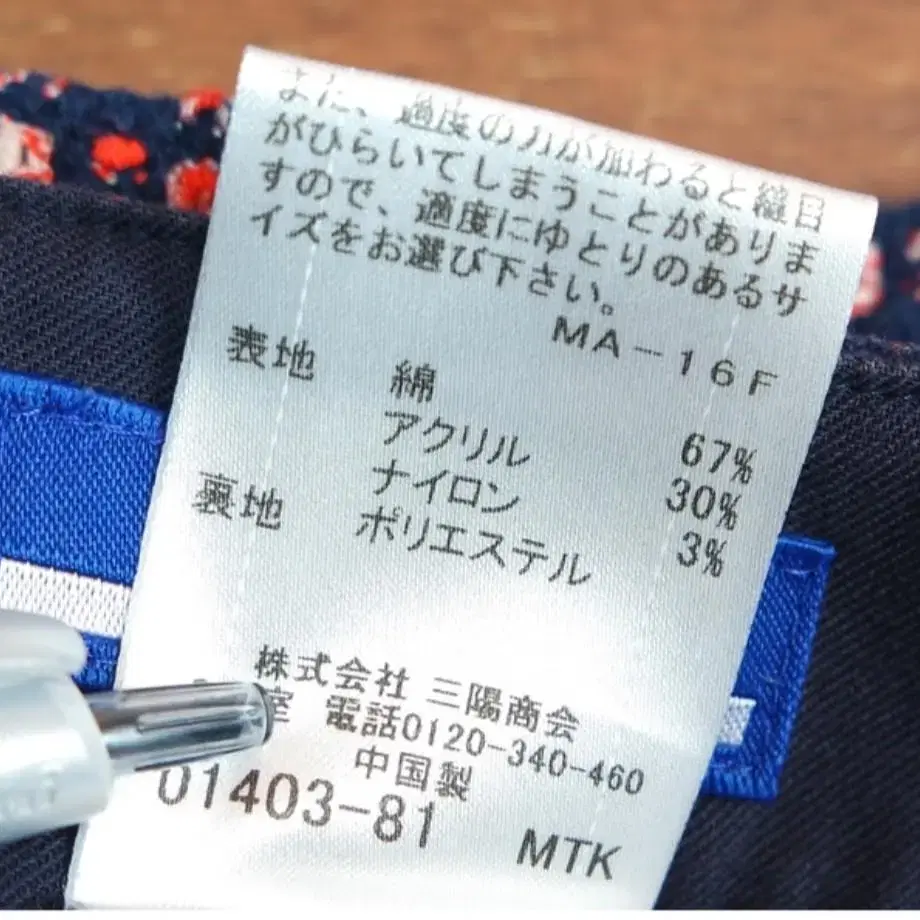 また、過度の力が加わると縫目
がひらいてしまうことがありま
すので、適度にゆとりのあるサ
イズをお選び下さい。
MA-16F
表地 綿 67%
アクリル 30%
ナイロン 3%
裏地 ポリエステル
株式会社 三陽商会
室 電話0120-340-460
中国製
01403-81 MTK